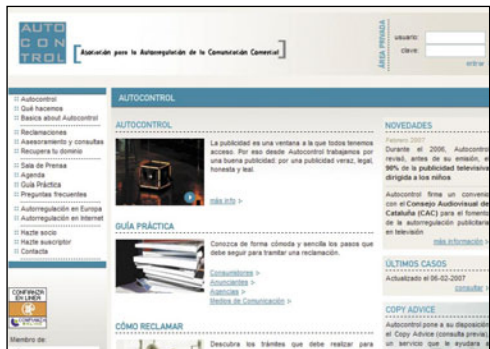 AUTO
CON
TROL
Asociación para la Autorregulación de la Comunicación Comercial
ÁREA PRIVADA
usuario:
clave:
entrar
Autocontrol
Qué hacemos
Basics about Autocontrol
Reclamaciones
Asesoramiento y consultas
Recupera tu dominio
Sala de Prensa
Agenda
Guía Práctica
Preguntas frecuentes
Autorregulación en Europa
Autorregulación en Internet
Hazte socio
Hazte suscriptor
Contacta
CONFIANZA
EN LÍNEA
CONFIANZA
Miembro de:
AUTOCONTROL
AUTOCONTROL
La publicidad es una ventana a la que todos tenemos
acceso. Por eso desde Autocontrol trabajamos por
una buena publicidad: por una publicidad veraz, legal,
honesta y leal.
más info >
GUÍA PRÁCTICA
Conozca de forma cómoda y sencilla los pasos que
debe seguir para tramitar una reclamación.
Consumidores >
Anunciantes >
Agencias >
Medios de Comunicación >
CÓMO RECLAMAR
Descubra los trámites que debe realizar para
NOVEDADES
Febrero 2007
Durante el 2006, Autocontrol
revisó, antes de su emisión, el
90% de la publicidad televisiva
dirigida a los niños
Autocontrol firma un convenio
con el Consejo Audiovisual de
Cataluña (CAC) para el fomento
de la autorregulación publicitaria
en televisión
más información >
ÚLTIMOS CASOS
Actualizado el 06-02-2007
consultar >
COPY ADVICE
Autocontrol pone a su disposición
el Copy Advice (consulta previa),
un servicio que le ayudara a